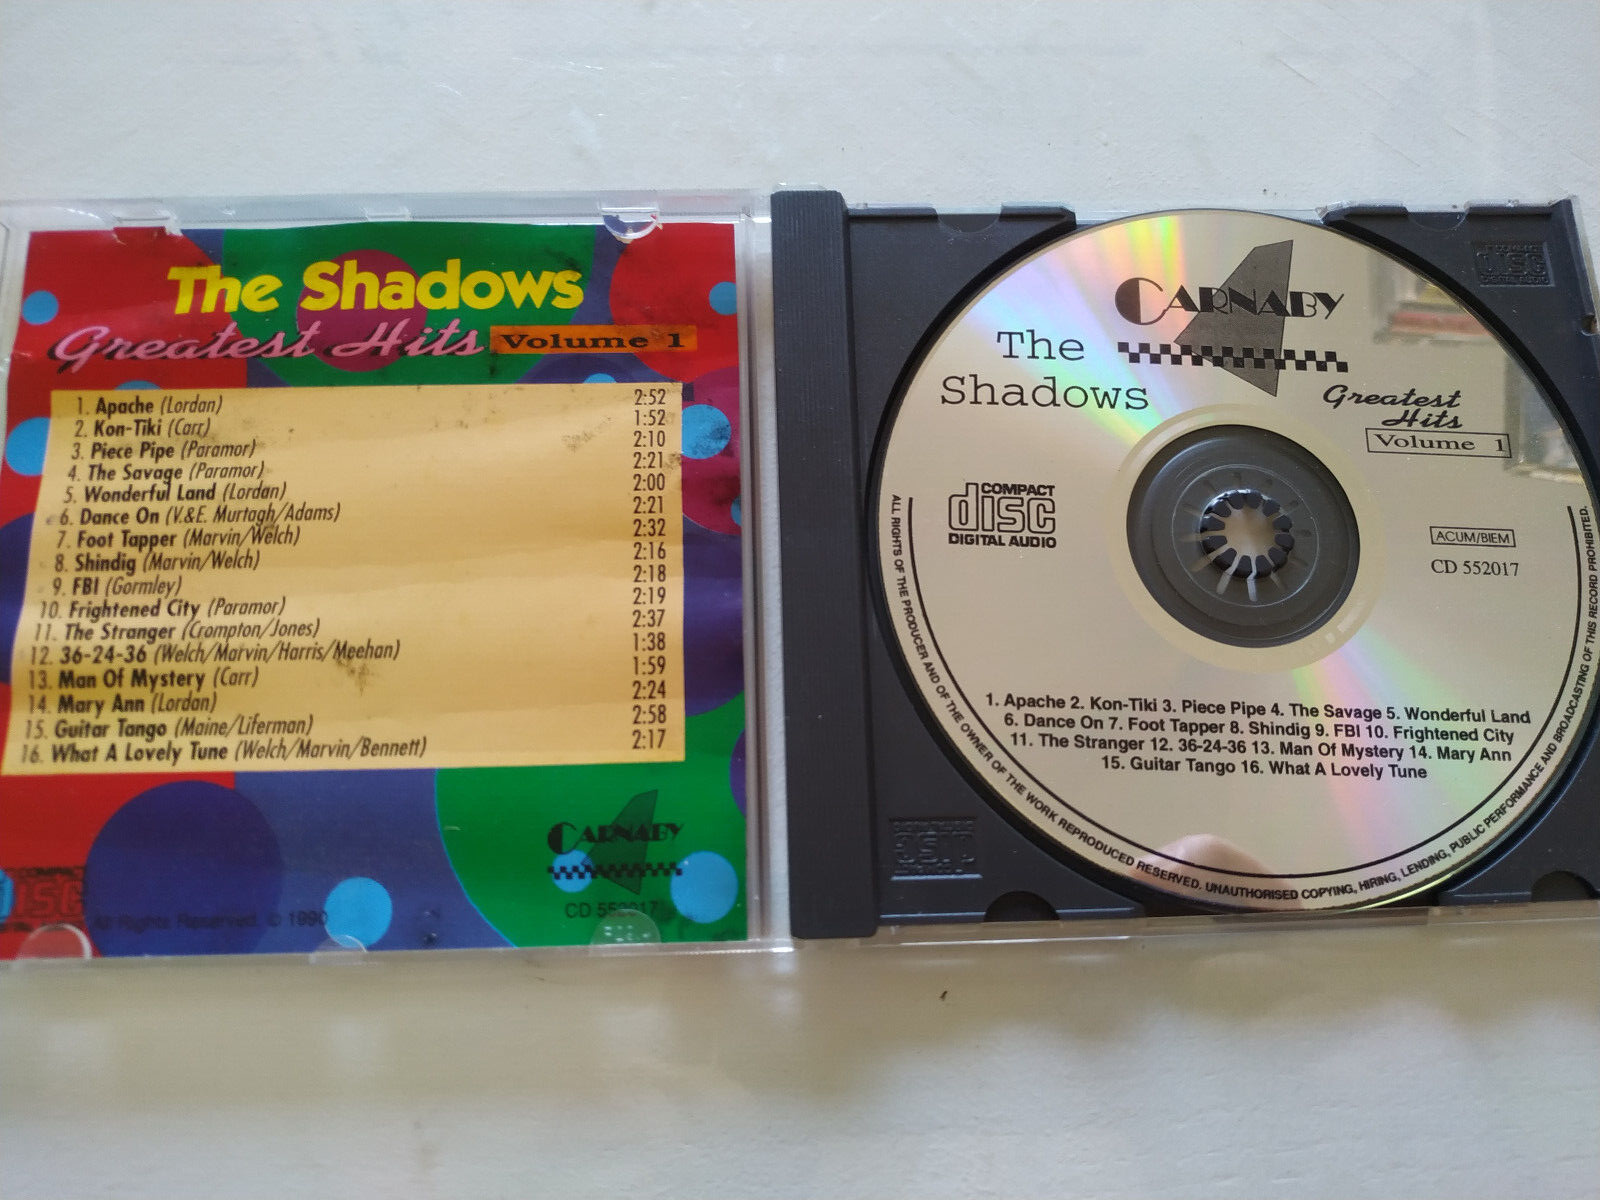 The Shadows
Greatest Hits Volume 1
1. Apache (Lordan) 2:52
2. Kon-Tiki (Carr) 1:52
3. Piece Pipe (Paramor) 2:10
4. The Savage (Paramor) 2:21
5. Wonderful Land (Lordan) 2:00
6. Dance On (V.&E. Murtagh/Adams) 2:21
7. Foot Tapper (Marvin/Welch) 2:32
8. Shindig (Marvin/Welch) 2:16
9. FBI (Gormley) 2:18
10. Frightened City (Paramor) 2:19
11. The Stranger (Crompton/Jones) 2:37
12. 36-24-36 (Welch/Marvin/Harris/Meehan) 1:38
13. Man Of Mystery (Carr) 1:59
14. Mary Ann (Lordan) 2:24
15. Guitar Tango (Maine/Liferman) 2:58
16. What A Lovely Tune (Welch/Marvin/Bennett) 2:17
CARNABY
CD 552017
All Rights Reserved. © 1990
CARNABY
The
Shadows
Greatest
Hits
Volume 1
COMPACT
disc
DIGITAL AUDIO
ACUM/BIEM
CD 552017
1. Apache 2. Kon-Tiki 3. Piece Pipe 4. The Savage 5. Wonderful Land
6. Dance On 7. Foot Tapper 8. Shindig 9. FBI 10. Frightened City
11. The Stranger 12. 36-24-36 13. Man Of Mystery 14. Mary Ann
15. Guitar Tango 16. What A Lovely Tune
ALL RIGHTS OF THE PRODUCER AND OF THE OWNER OF THE WORK REPRODUCED RESERVED. UNAUTHORISED COPYING, HIRING, LENDING, PUBLIC PERFORMANCE AND BROADCASTING OF THIS RECORD PROHIBITED.